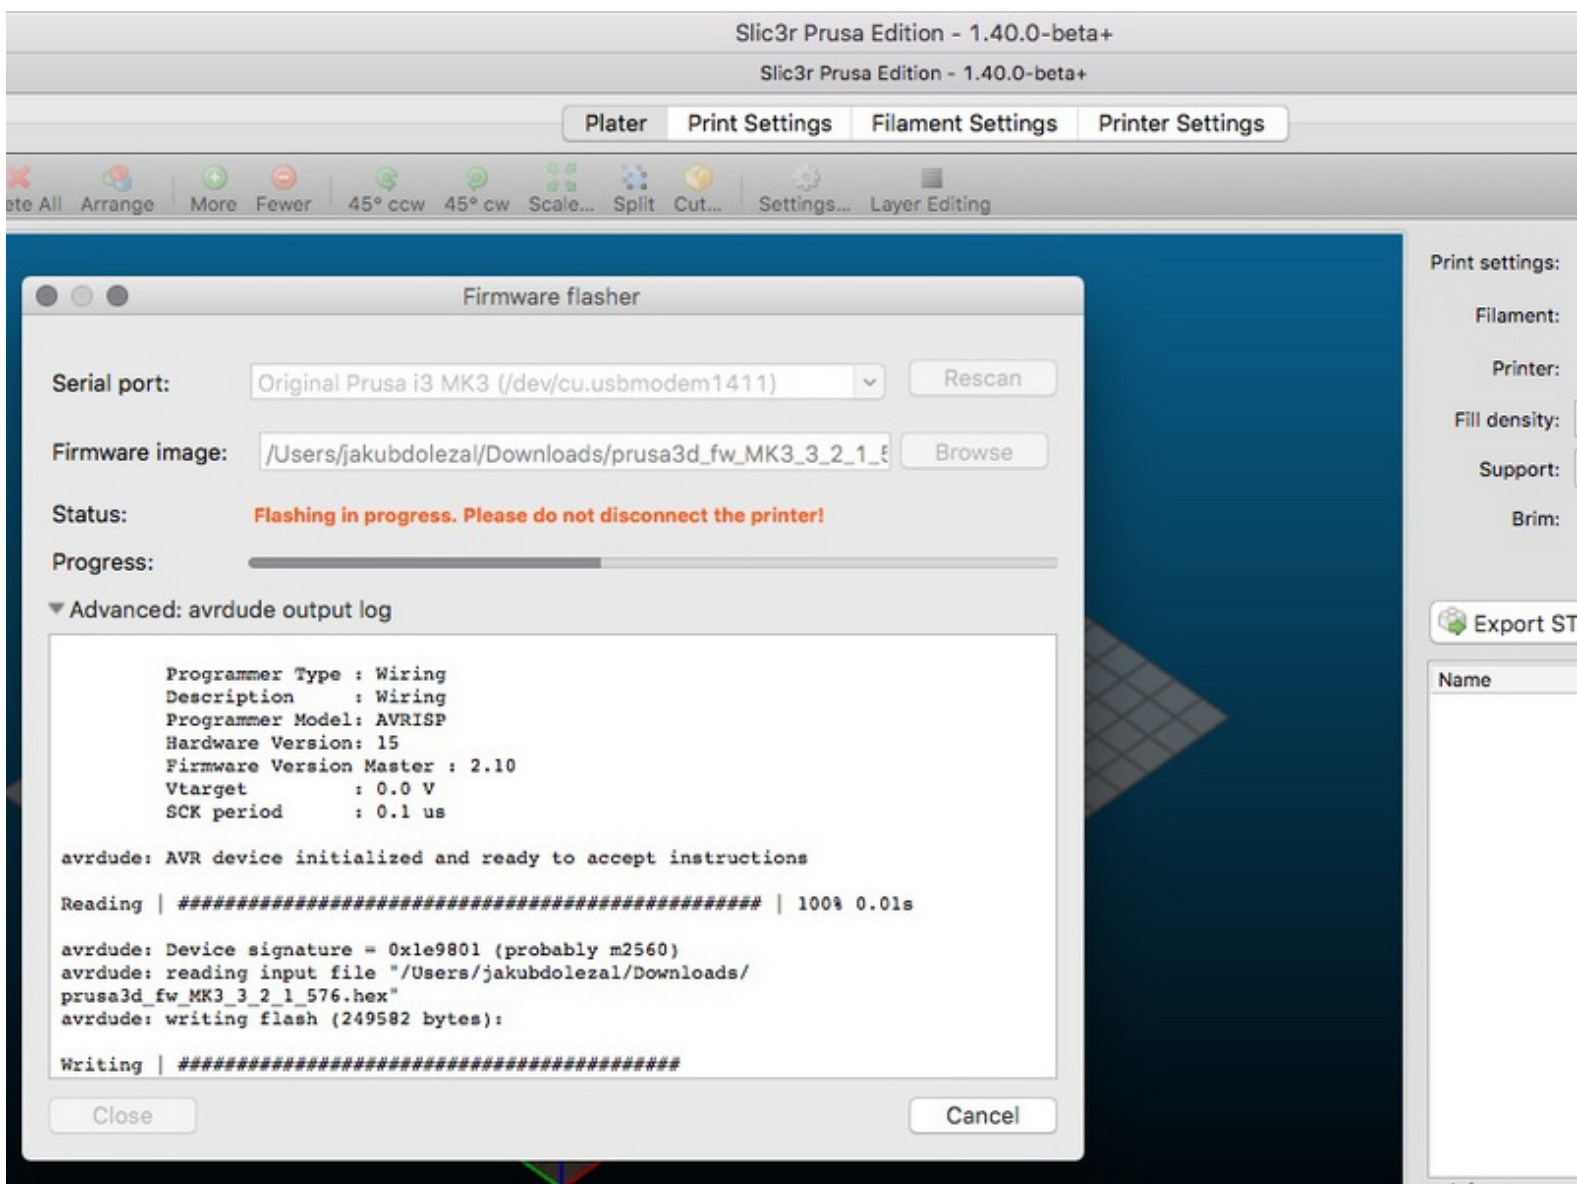 Slic3r Prusa Edition - 1.40.0-beta+
Slic3r Prusa Edition - 1.40.0-beta+
Plater Print Settings Filament Settings Printer Settings
ete All Arrange More Fewer 45° ccw 45° cw Scale... Split Cut... Settings... Layer Editing
Print settings:
Filament:
Printer:
Fill density:
Support:
Brim:
Export ST
Name
Firmware flasher
Serial port: Original Prusa i3 MK3 (/dev/cu.usbmodem1411) Rescan
Firmware image: /Users/jakubdolezal/Downloads/prusa3d_fw_MK3_3_2_1_5 Browse
Status: Flashing in progress. Please do not disconnect the printer!
Progress:
Advanced: avrdude output log
Programmer Type : Wiring
Description : Wiring
Programmer Model: AVRISP
Hardware Version: 15
Firmware Version Master : 2.10
Vtarget : 0.0 V
SCK period : 0.1 us
avrdude: AVR device initialized and ready to accept instructions
Reading | ################################################## | 100% 0.01s
avrdude: Device signature = 0x1e9801 (probably m2560)
avrdude: reading input file "/Users/jakubdolezal/Downloads/
prusa3d_fw_MK3_3_2_1_576.hex"
avrdude: writing flash (249582 bytes):
Writing | ###########################################
Close Cancel